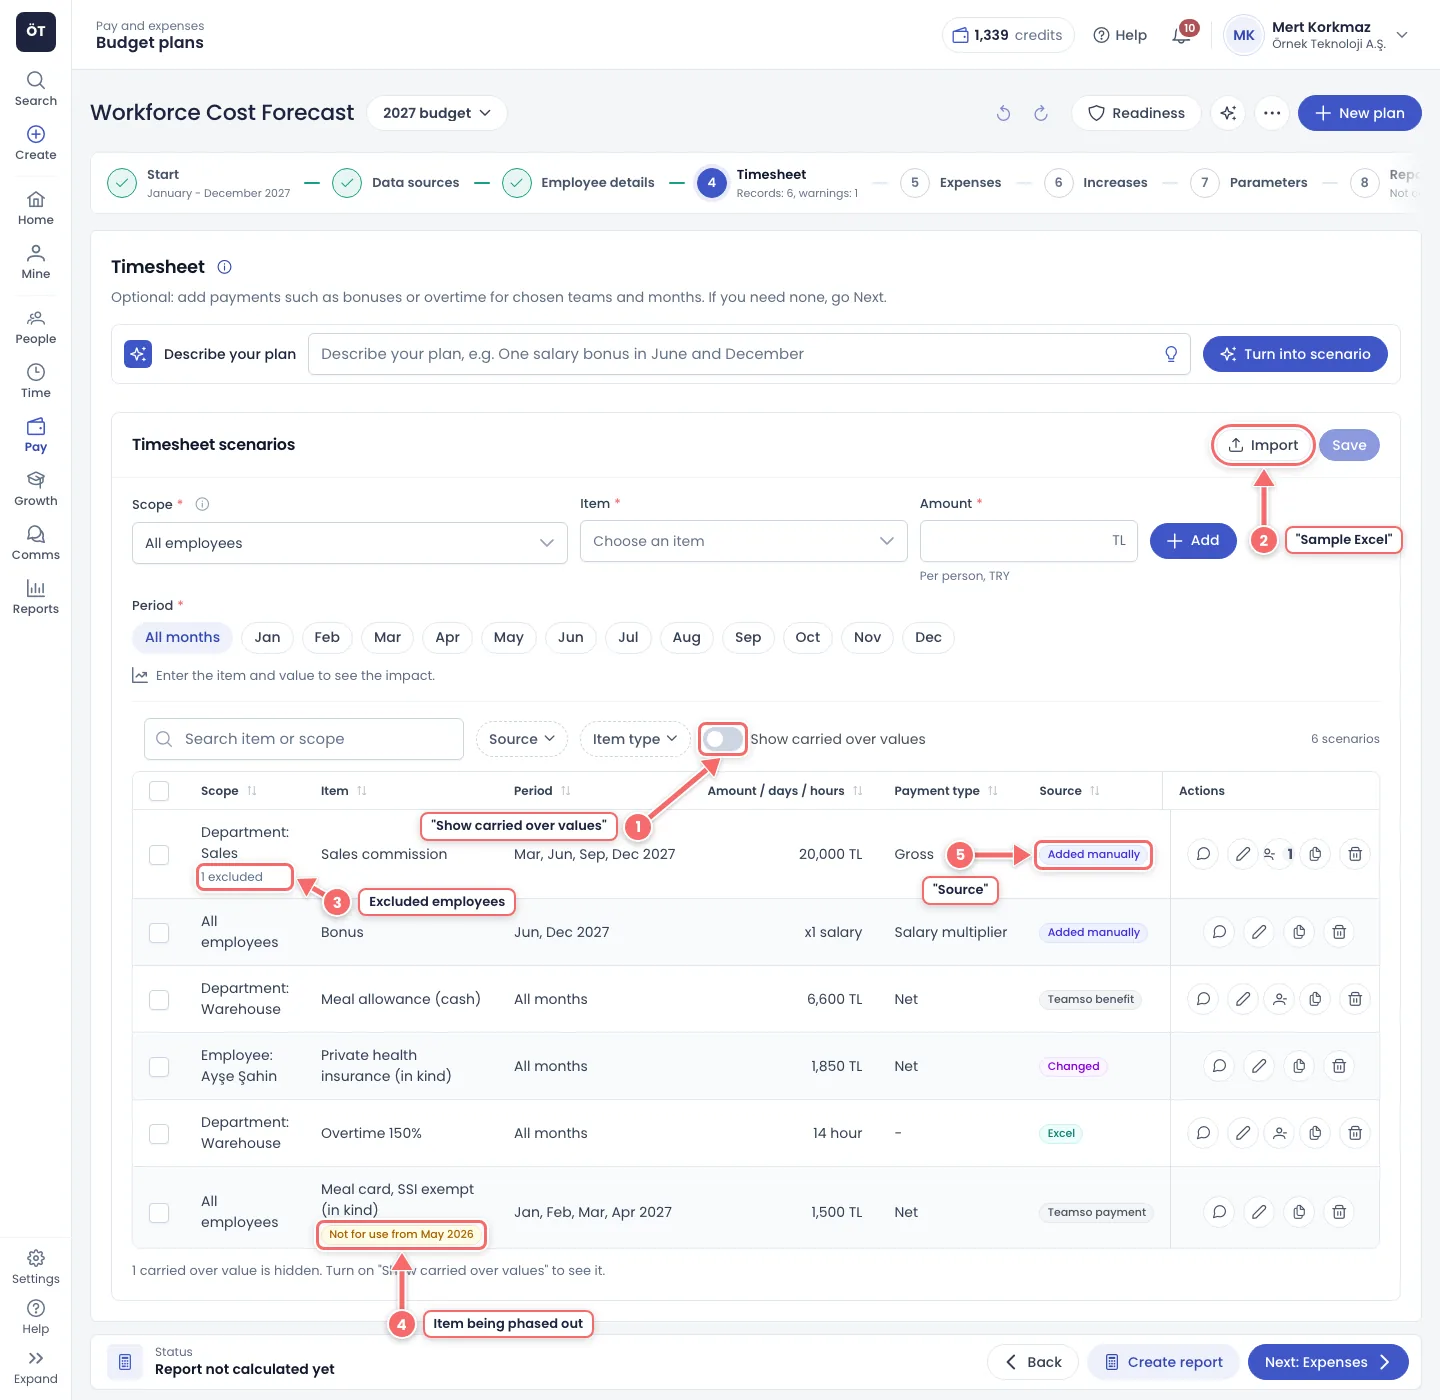 ÖT
Search
Create
Home
Mine
People
Time
Pay
Growth
Comms
Reports
Settings
Help
Expand
Pay and expenses
Budget plans
1,339 credits
Help
10
MK
Mert Korkmaz
Örnek Teknoloji A.Ş.
Workforce Cost Forecast
2027 budget
Readiness
New plan
Start
January - December 2027
Data sources
Employee details
4
Timesheet
Records: 6, warnings: 1
5
Expenses
6
Increases
7
Parameters
8
Timesheet
Optional: add payments such as bonuses or overtime for chosen teams and months. If you need none, go Next.
Describe your plan
Describe your plan, e.g. One salary bonus in June and December
Turn into scenario
Timesheet scenarios
Import
Save
Scope *
All employees
Item *
Choose an item
Amount *
TL
Per person, TRY
Add
2
"Sample Excel"
Period *
All months
Jan
Feb
Mar
Apr
May
Jun
Jul
Aug
Sep
Oct
Nov
Dec
Enter the item and value to see the impact.
Search item or scope
Source
Item type
Show carried over values
6 scenarios
Scope
Item
Period
Amount / days / hours
Payment type
Source
Actions
"Show carried over values"
1
Department: Sales
1 excluded
Sales commission
Mar, Jun, Sep, Dec 2027
20,000 TL
Gross
5
Added manually
1
"Source"
3
Excluded employees
All employees
Bonus
Jun, Dec 2027
x1 salary
Salary multiplier
Added manually
Department: Warehouse
Meal allowance (cash)
All months
6,600 TL
Net
Teamso benefit
Employee: Ayşe Şahin
Private health insurance (in kind)
All months
1,850 TL
Net
Changed
Department: Warehouse
Overtime 150%
All months
14 hour
-
Excel
All employees
Meal card, SSI exempt (in kind)
Not for use from May 2026
Jan, Feb, Mar, Apr 2027
1,500 TL
Net
Teamso payment
1 carried over value is hidden. Turn on "Show carried over values" to see it.
4
Item being phased out
Status
Report not calculated yet
Back
Create report
Next: Expenses